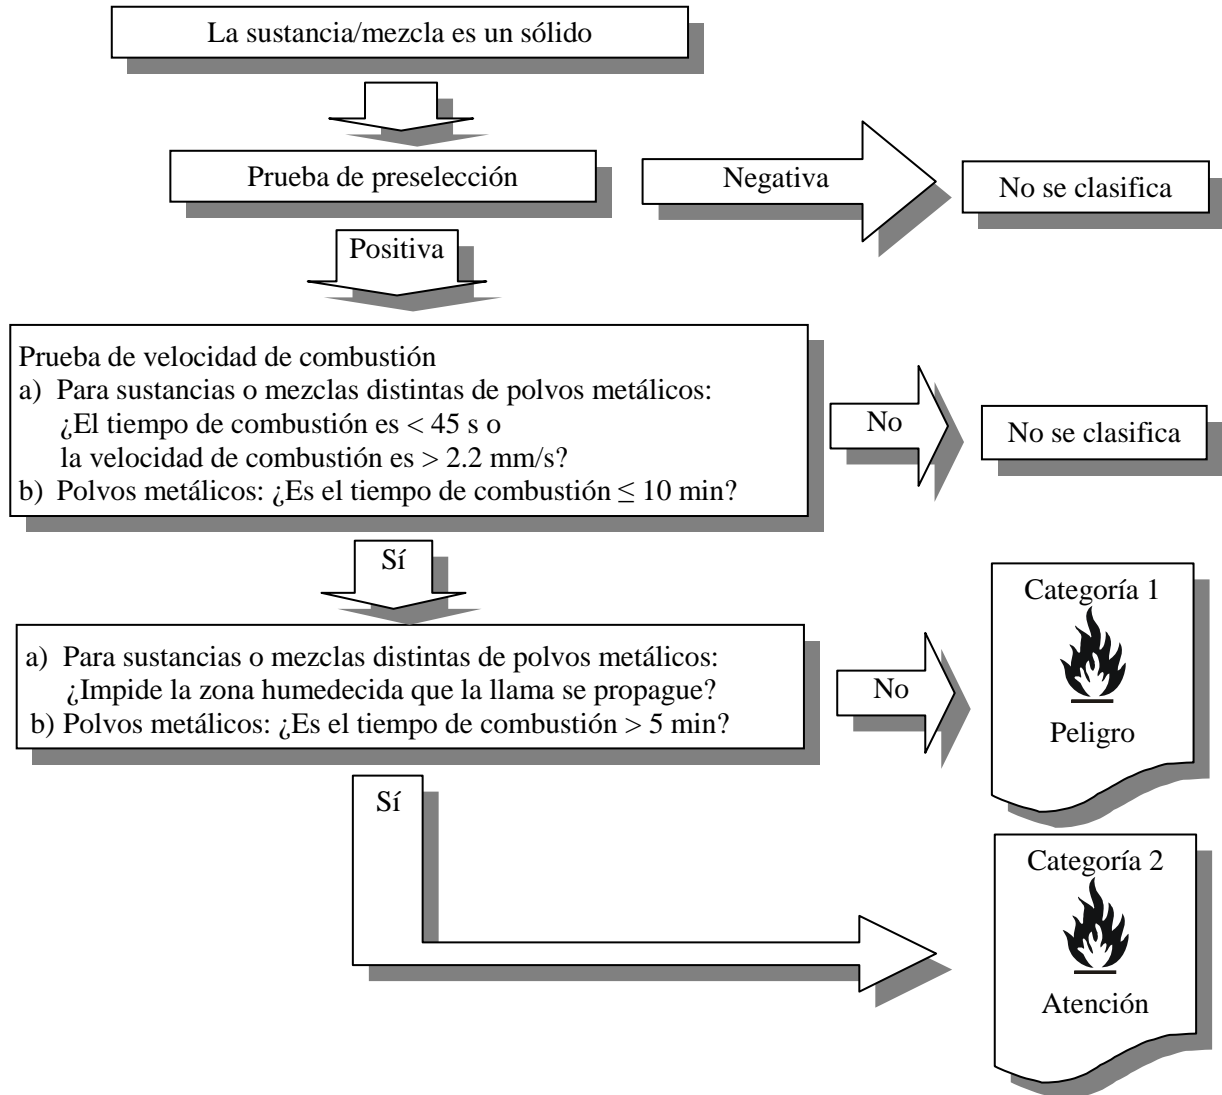 La sustancia/mezcla es un sólido
Prueba de preselección
Negativa
No se clasifica
Positiva
Prueba de velocidad de combustión
a) Para sustancias o mezclas distintas de polvos metálicos:
¿El tiempo de combustión es < 45 s o
la velocidad de combustión es > 2.2 mm/s?
b) Polvos metálicos: ¿Es el tiempo de combustión ≤ 10 min?
No
No se clasifica
Sí
a) Para sustancias o mezclas distintas de polvos metálicos:
¿Impide la zona humedecida que la llama se propague?
b) Polvos metálicos: ¿Es el tiempo de combustión > 5 min?
No
Categoría 1
Peligro
Sí
Categoría 2
Atención